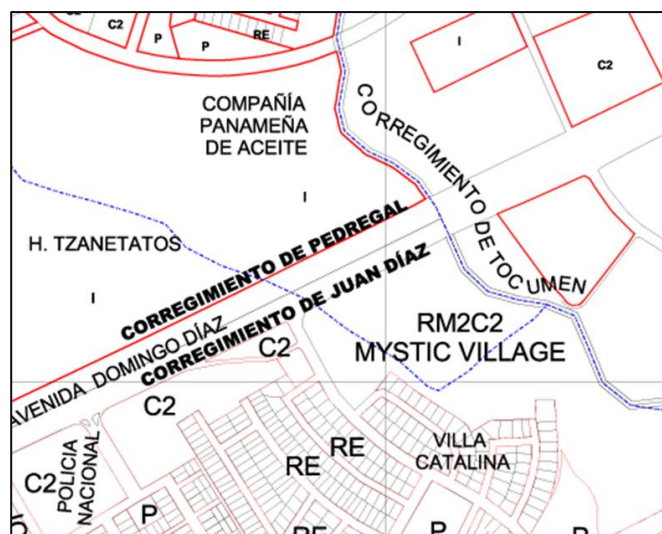 C2
P
P
RE
I
C2
COMPAÑÍA
PANAMEÑA
DE ACEITE
CORREGIMIENTO DE TOCUMEN
I
H. TZANETATOS
CORREGIMIENTO DE PEDREGAL
I
CORREGIMIENTO DE JUAN DÍAZ
AVENIDA DOMINGO DÍAZ
RM2C2
MYSTIC VILLAGE
C2
C2
RE
RE
VILLA
CATALINA
C2
POLICIA
NACIONAL
P
RE
P
P